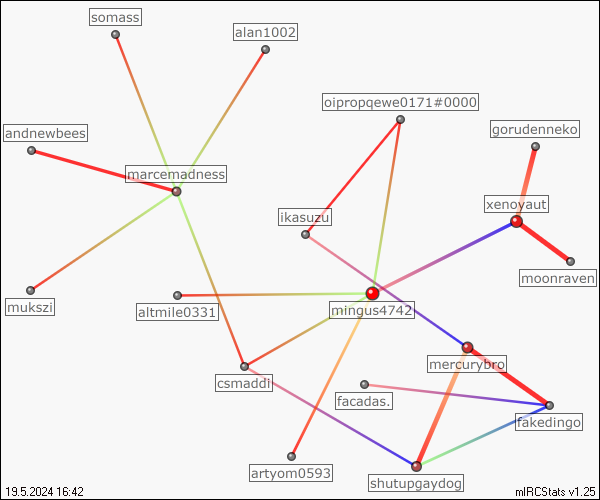 somass
alan1002
oipropqewe0171#0000
andnewbees
gorudenneko
marcemadness
xenoyaut
ikasuzu
moonraven
mukszi
altmile0331
mingus4742
mercurybro
csmaddi
facadas.
fakedingo
artyom0593
shutupgaydog
19.5.2024 16:42
mIRCStats v1.25